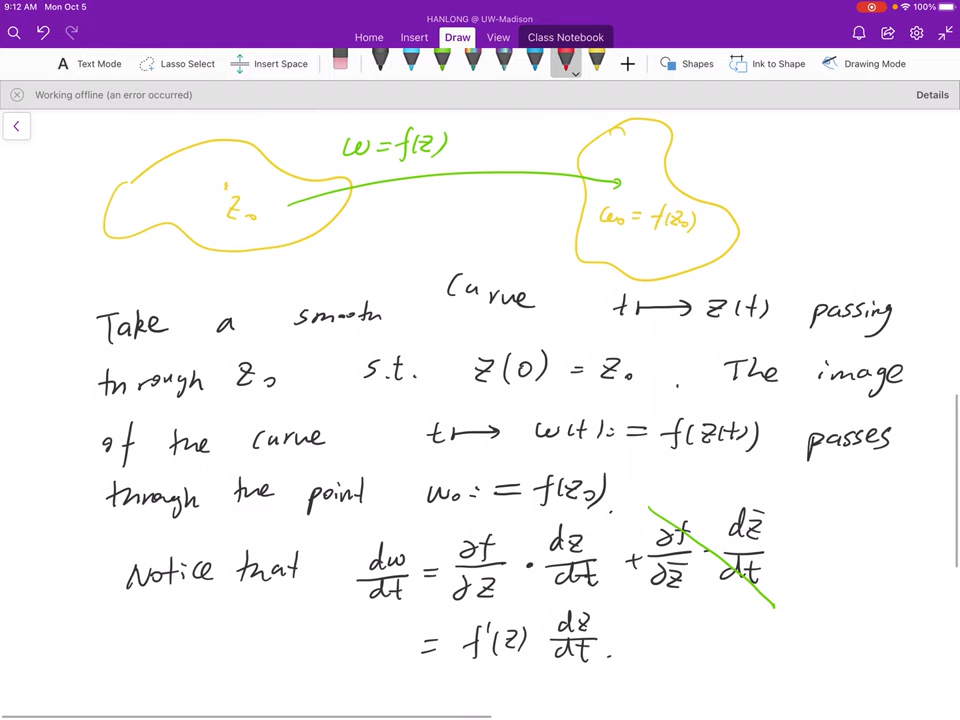 9:12 AM Mon Oct 5
100%
HANLONG @ UW-Madison
Home Insert Draw View Class Notebook
Text Mode Lasso Select Insert Space Shapes Ink to Shape Drawing Mode
Working offline (an error occurred) Details
w = f(z)
z₀
w₀ = f(z₀)
Take a smooth curve t ↦ z(t) passing
through z₀ s.t. z(0) = z₀. The image
of the curve t ↦ w(t) := f(z(t)) passes
through the point w₀ := f(z₀).
Notice that dw/dt = ∂f/∂z · dz/dt + ∂f/∂z̄ · dz̄/dt
= f'(z) dz/dt.